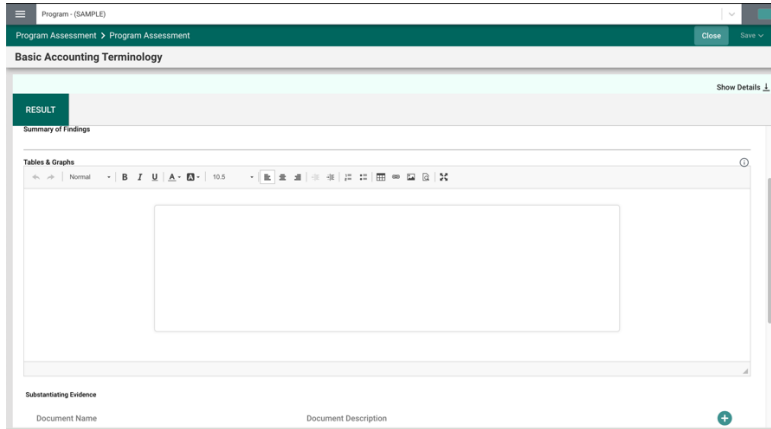 Program - (SAMPLE)
Program Assessment > Program Assessment
Close
Save
Basic Accounting Terminology
Show Details
RESULT
Summary of Findings
Tables & Graphs
Normal
B I U A A 10.5
Substantiating Evidence
Document Name
Document Description